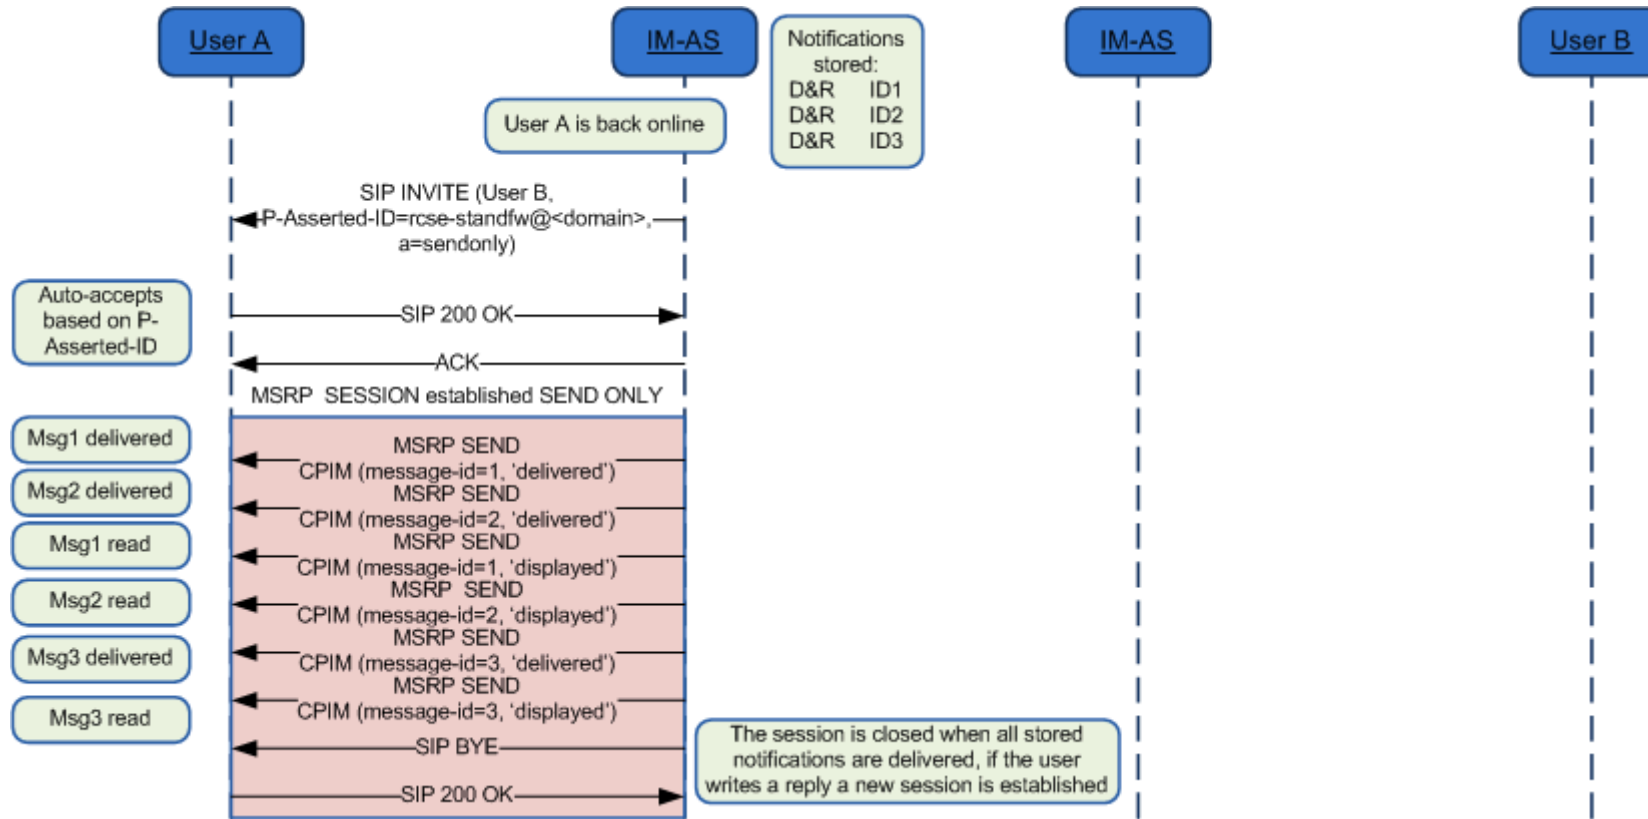 User A
IM-AS
Notifications
stored:
D&R ID1
D&R ID2
D&R ID3
IM-AS
User B
User A is back online
SIP INVITE (User B,
P-Asserted-ID=rcse-standfw@<domain>,
a=sendonly)
Auto-accepts
based on P-
Asserted-ID
SIP 200 OK
ACK
MSRP SESSION established SEND ONLY
Msg1 delivered
MSRP SEND
CPIM (message-id=1, ‘delivered’)
Msg2 delivered
MSRP SEND
CPIM (message-id=2, ‘delivered’)
Msg1 read
MSRP SEND
CPIM (message-id=1, ‘displayed’)
Msg2 read
MSRP SEND
CPIM (message-id=2, ‘displayed’)
Msg3 delivered
MSRP SEND
CPIM (message-id=3, ‘delivered’)
Msg3 read
MSRP SEND
CPIM (message-id=3, ‘displayed’)
SIP BYE
The session is closed when all stored
notifications are delivered, if the user
writes a reply a new session is established
SIP 200 OK